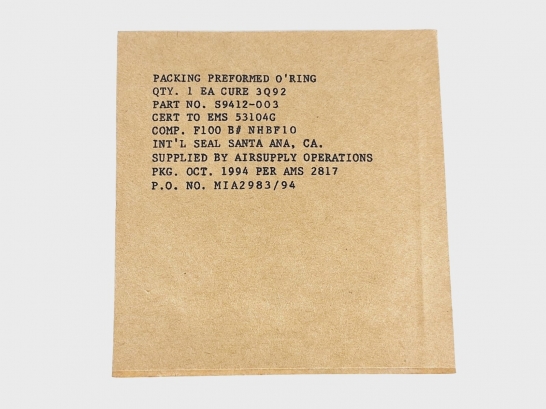 PACKING PREFORMED O'RING
QTY. 1 EA CURE 3Q92
PART NO. S9412-003
CERT TO EMS 53104G
COMP. F100 B# NHBF10
INT'L SEAL SANTA ANA, CA.
SUPPLIED BY AIRSUPPLY OPERATIONS
PKG. OCT. 1994 PER AMS 2817
P.O. NO. MIA2983/94